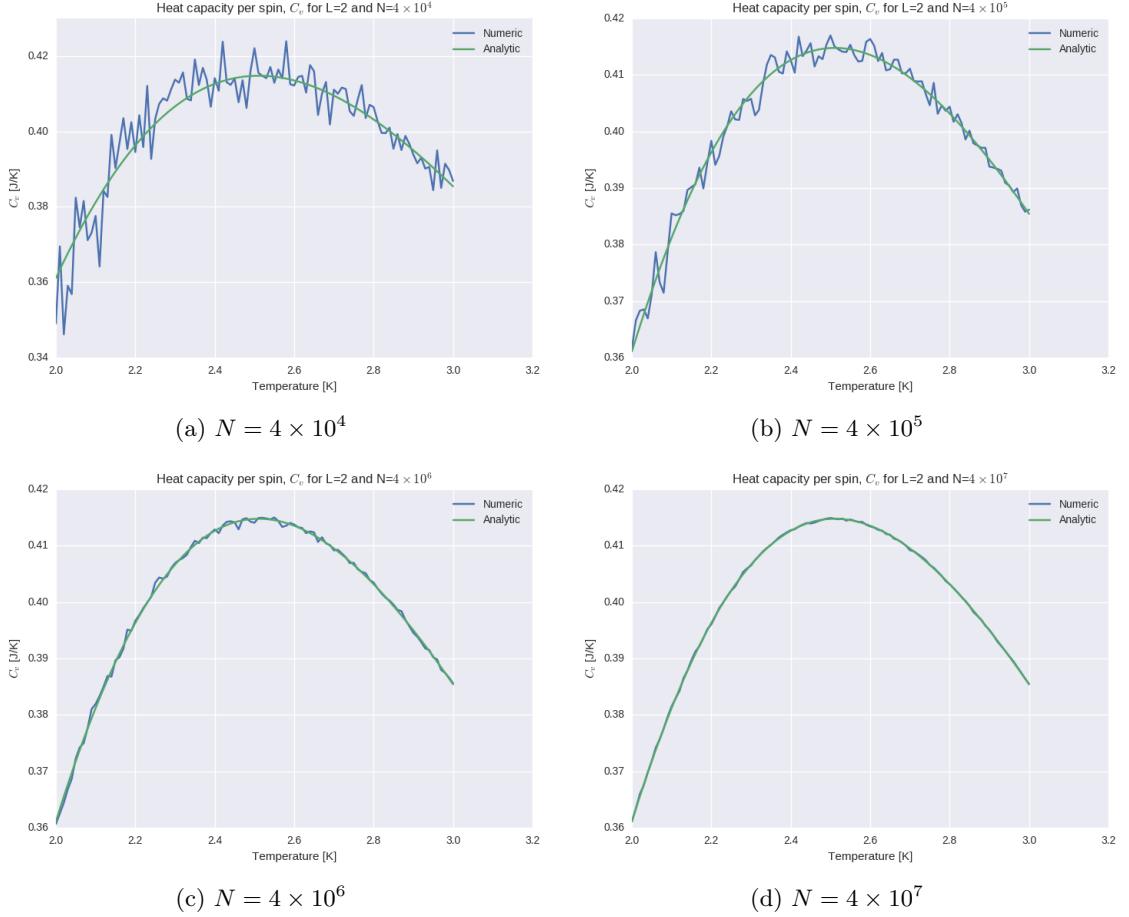 Heat capacity per spin, C_v for L=2 and N=4 × 10^4
Numeric
Analytic
0.42
0.40
0.38
0.36
0.34
C_v [J/K]
2.0 2.2 2.4 2.6 2.8 3.0 3.2
Temperature [K]
(a) N = 4 × 10^4
Heat capacity per spin, C_v for L=2 and N=4 × 10^5
Numeric
Analytic
0.42
0.41
0.40
0.39
0.38
0.37
0.36
C_v [J/K]
2.0 2.2 2.4 2.6 2.8 3.0 3.2
Temperature [K]
(b) N = 4 × 10^5
Heat capacity per spin, C_v for L=2 and N=4 × 10^6
Numeric
Analytic
0.42
0.41
0.40
0.39
0.38
0.37
0.36
C_v [J/K]
2.0 2.2 2.4 2.6 2.8 3.0 3.2
Temperature [K]
(c) N = 4 × 10^6
Heat capacity per spin, C_v for L=2 and N=4 × 10^7
Numeric
Analytic
0.42
0.41
0.40
0.39
0.38
0.37
0.36
C_v [J/K]
2.0 2.2 2.4 2.6 2.8 3.0 3.2
Temperature [K]
(d) N = 4 × 10^7